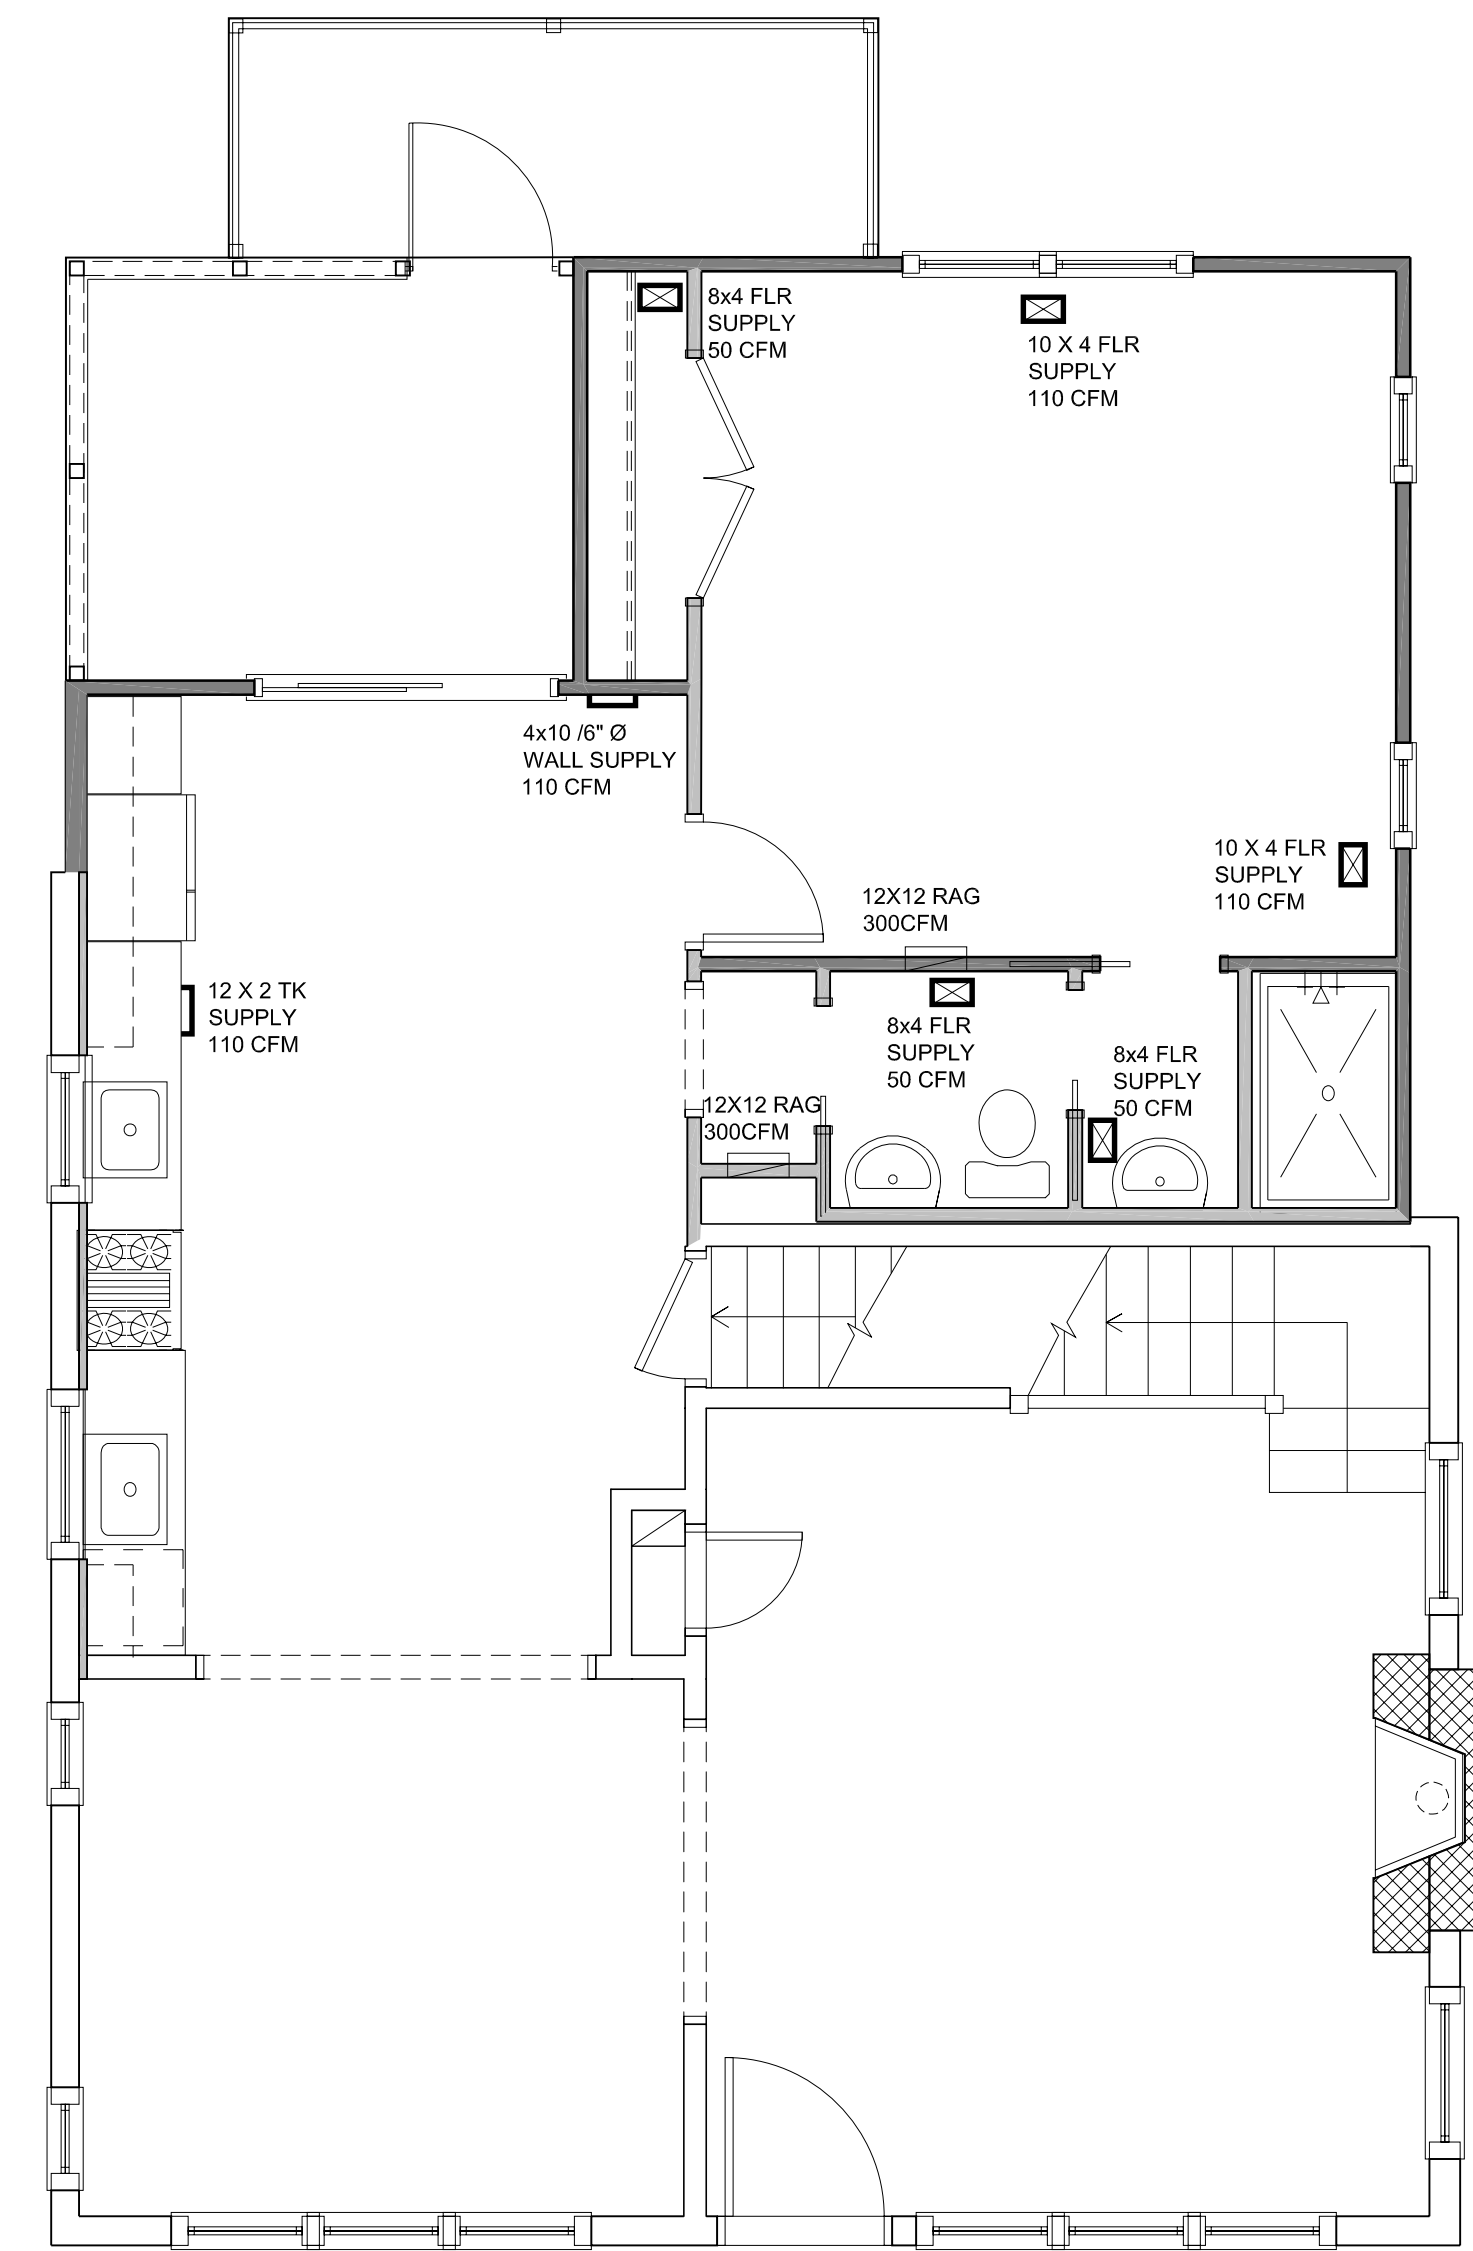 8x4 FLR
SUPPLY
50 CFM
10 X 4 FLR
SUPPLY
110 CFM
4x10 /6" Ø
WALL SUPPLY
110 CFM
10 X 4 FLR
SUPPLY
110 CFM
12X12 RAG
300CFM
12 X 2 TK
SUPPLY
110 CFM
8x4 FLR
SUPPLY
50 CFM
8x4 FLR
SUPPLY
50 CFM
12X12 RAG
300CFM